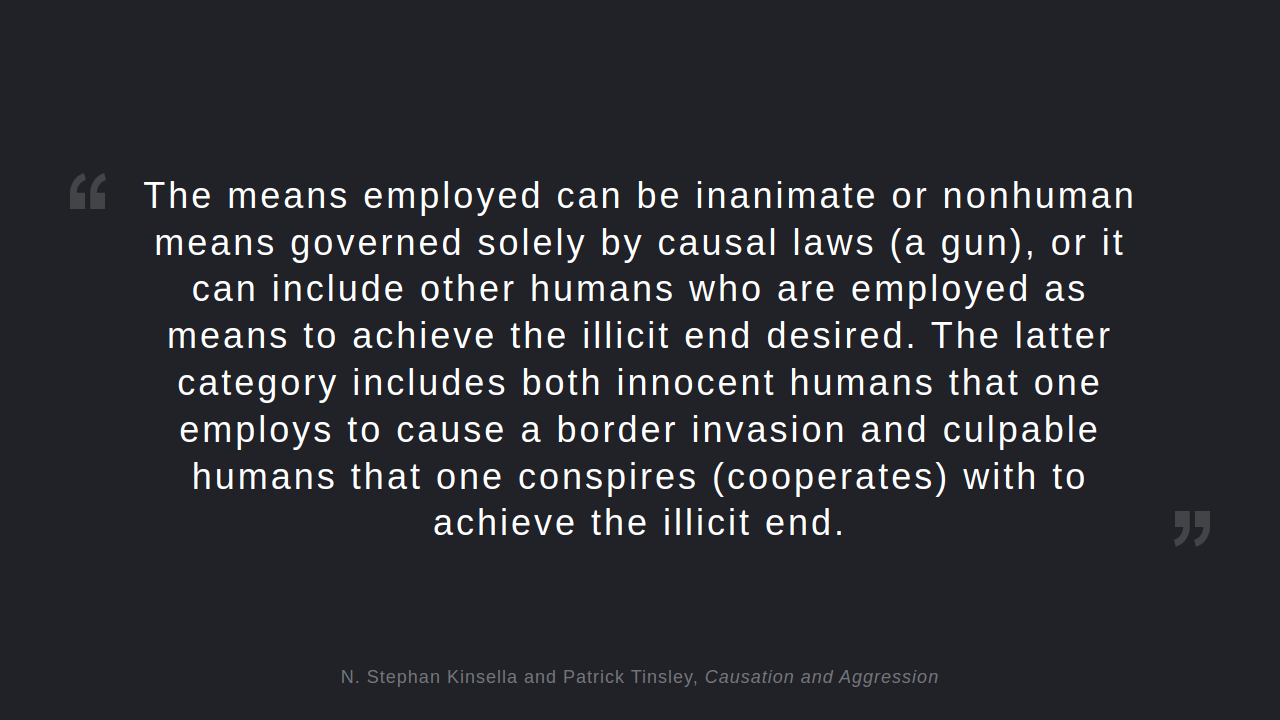 “The means employed can be inanimate or nonhuman
means governed solely by causal laws (a gun), or it
can include other humans who are employed as
means to achieve the illicit end desired. The latter
category includes both innocent humans that one
employs to cause a border invasion and culpable
humans that one conspires (cooperates) with to
achieve the illicit end.”
N. Stephan Kinsella and Patrick Tinsley, Causation and Aggression